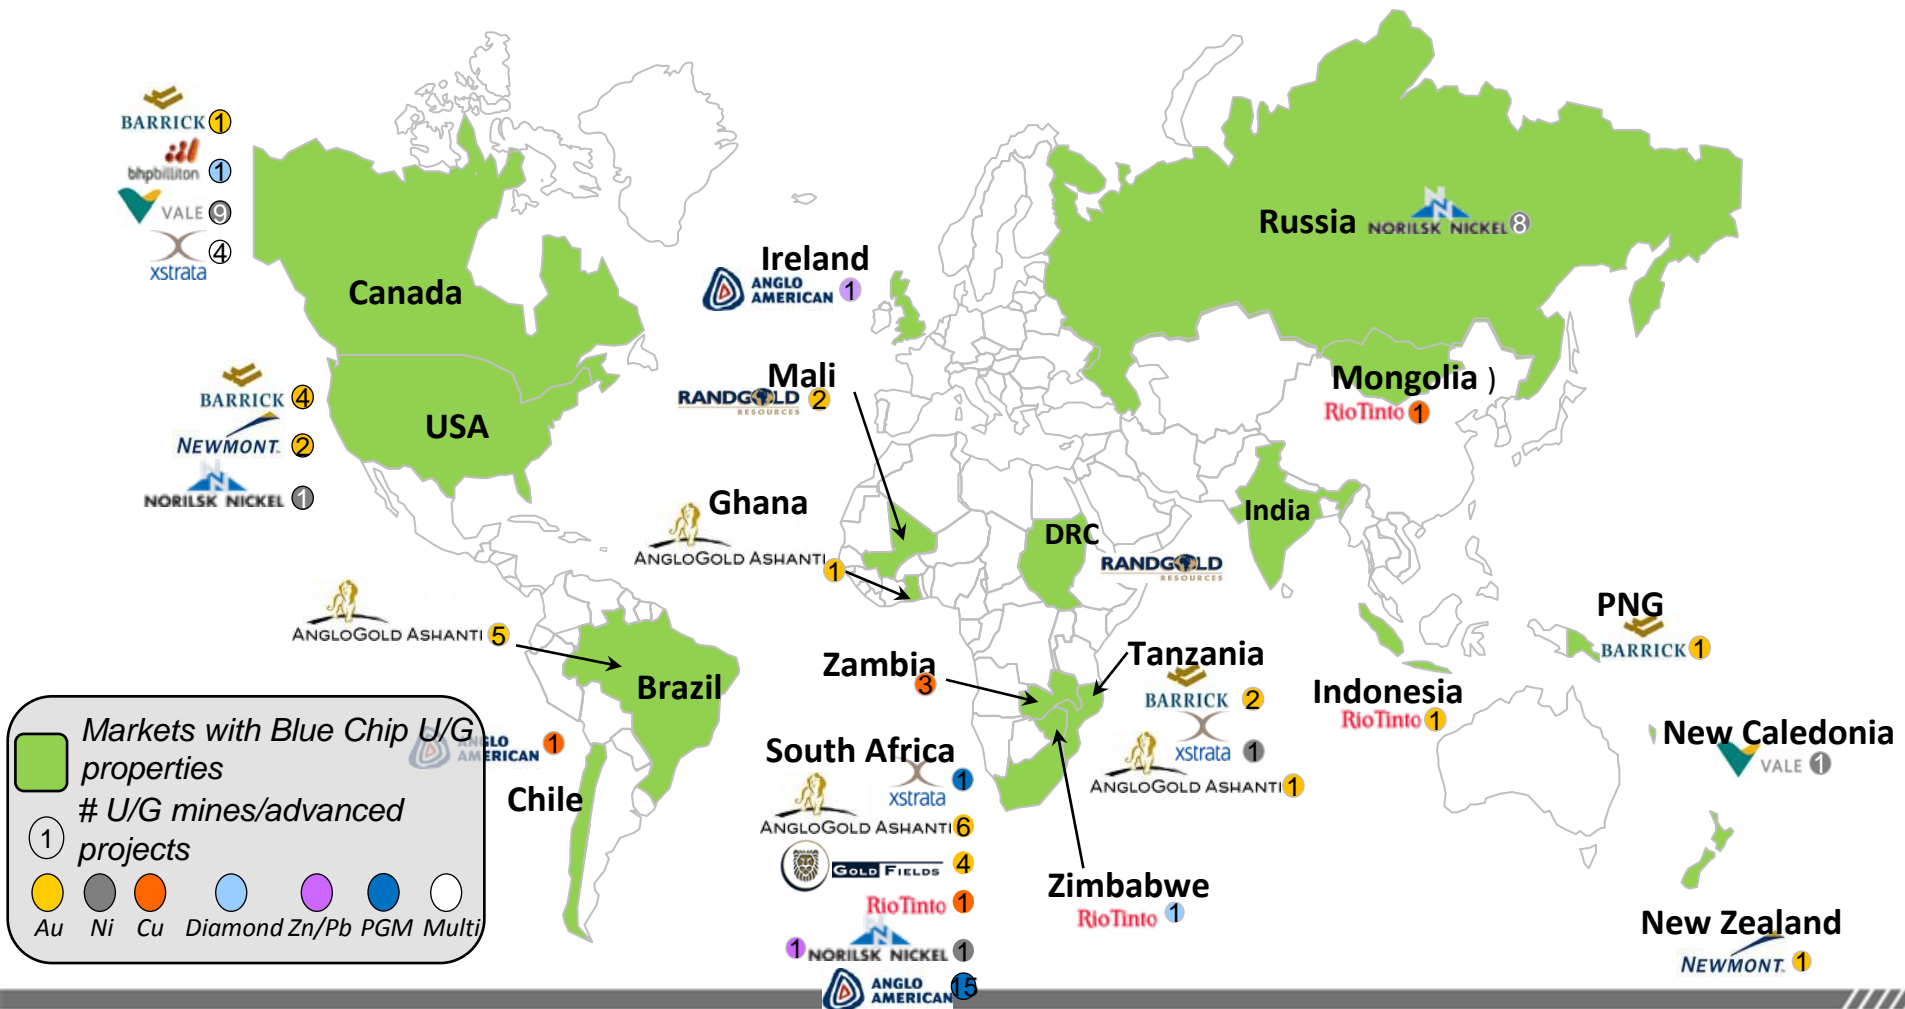 BARRICK 1
bhpbilliton 1
VALE 9
xstrata 4
Canada
BARRICK 4
NEWMONT. 2
NORILSK NICKEL 1
USA
Ireland
ANGLO
AMERICAN 1
Russia NORILSK NICKEL 8
Mali
RANDGOLD 2
RESOURCES
Mongolia )
RioTinto 1
Ghana
ANGLOGOLD ASHANTI 1
DRC
RANDGOLD
RESOURCES
India
ANGLOGOLD ASHANTI 5
Brazil
Zambia
3
Tanzania
BARRICK 2
xstrata 1
ANGLOGOLD ASHANTI 1
PNG
BARRICK 1
Indonesia
RioTinto 1
New Caledonia
VALE 1
ANGLO
AMERICAN 1
Chile
South Africa
xstrata 1
ANGLOGOLD ASHANTI 6
GOLD FIELDS 4
RioTinto 1
1 NORILSK NICKEL 1
ANGLO
AMERICAN 15
Zimbabwe
RioTinto 1
New Zealand
NEWMONT. 1
Markets with Blue Chip U/G
properties
# U/G mines/advanced
1
projects
Au Ni Cu Diamond Zn/Pb PGM Multi